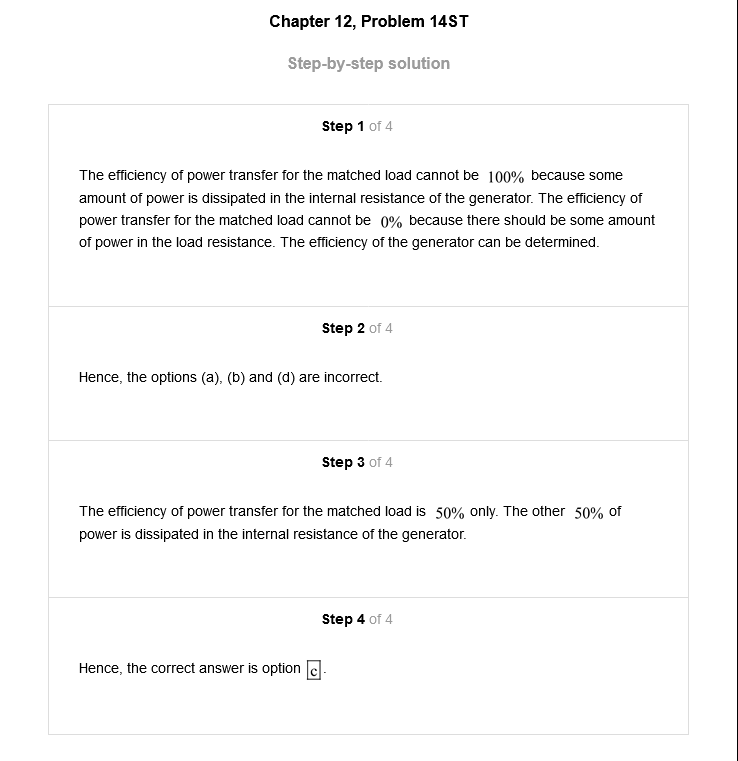 Chapter 12, Problem 14ST
Step-by-step solution
Step 1 of 4
The efficiency of power transfer for the matched load cannot be 100% because some
amount of power is dissipated in the internal resistance of the generator. The efficiency of
power transfer for the matched load cannot be 0% because there should be some amount
of power in the load resistance. The efficiency of the generator can be determined.
Step 2 of 4
Hence, the options (a), (b) and (d) are incorrect.
Step 3 of 4
The efficiency of power transfer for the matched load is 50% only. The other 50% of
power is dissipated in the internal resistance of the generator.
Step 4 of 4
Hence, the correct answer is option c.